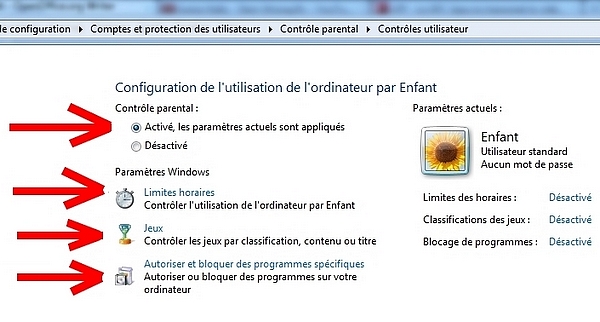 de configuration ▸ Comptes et protection des utilisateurs ▸ Contrôle parental ▸ Contrôles utilisateur
Configuration de l'utilisation de l'ordinateur par Enfant
Contrôle parental :
Activé, les paramètres actuels sont appliqués
Désactivé
Paramètres Windows
Limites horaires
Contrôler l'utilisation de l'ordinateur par Enfant
Jeux
Contrôler les jeux par classification, contenu ou titre
Autoriser et bloquer des programmes spécifiques
Autoriser ou bloquer des programmes sur votre
ordinateur
Paramètres actuels :
Enfant
Utilisateur standard
Aucun mot de passe
Limites des horaires : Désactivé
Classifications des jeux : Désactivé
Blocage de programmes : Désactivé